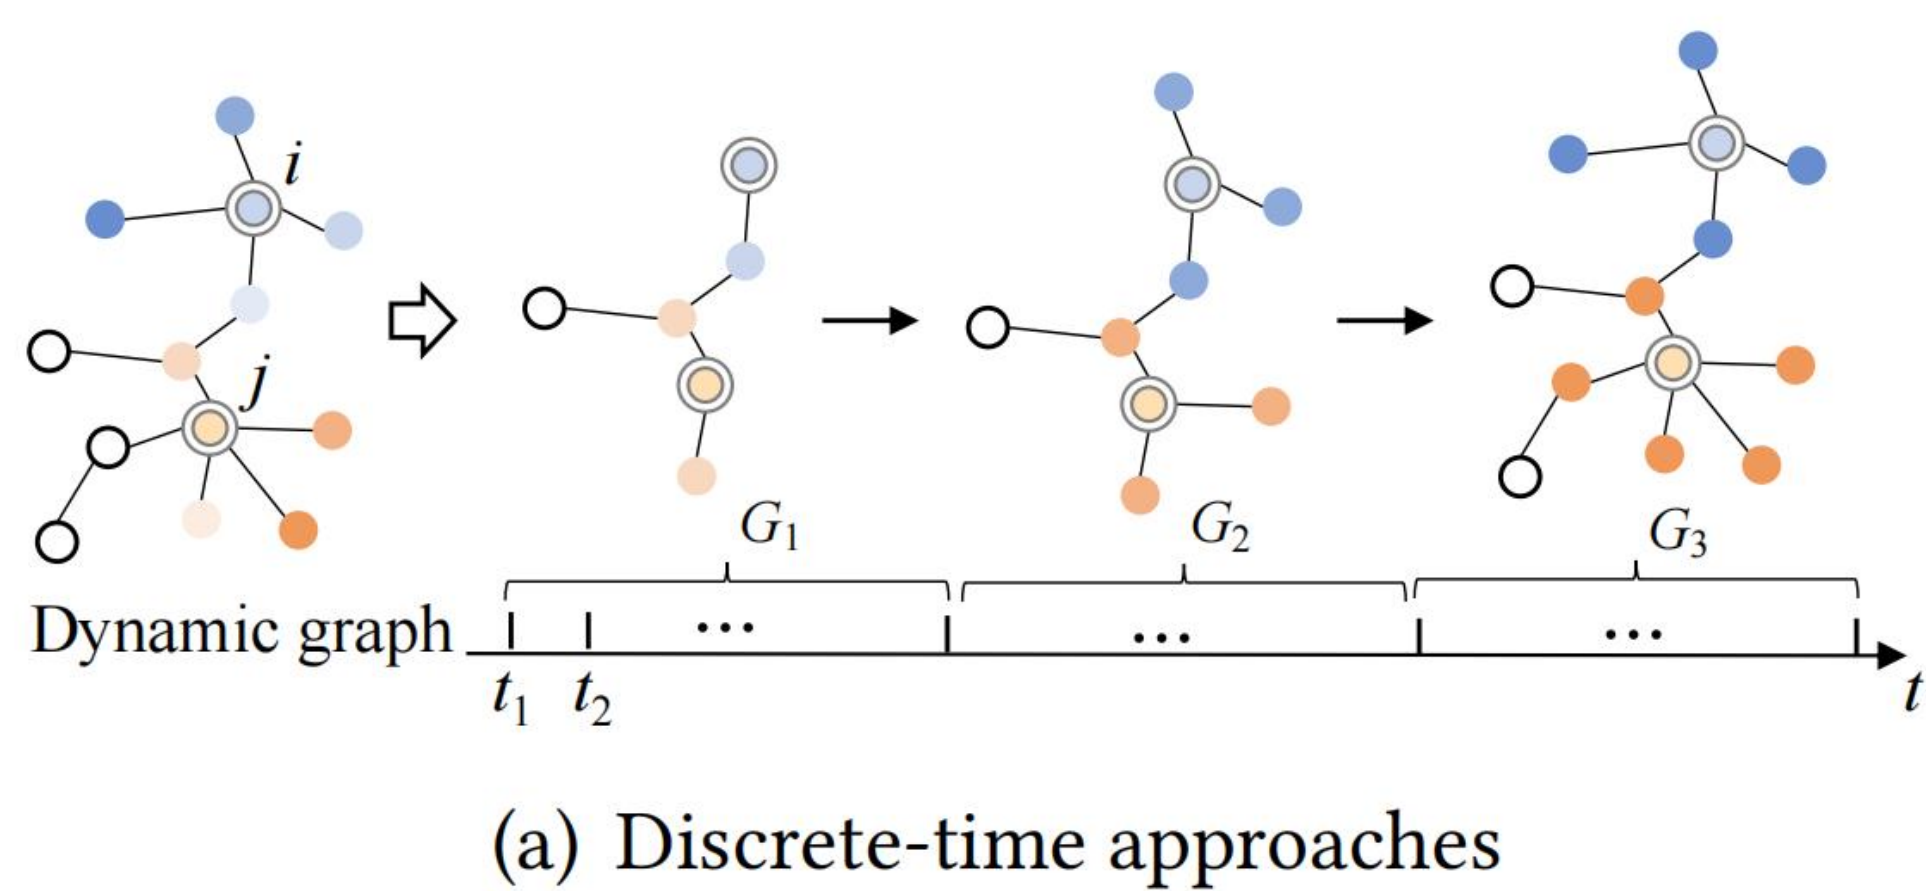 i
j
G₁
G₂
G₃
Dynamic graph
...
...
...
t₁
t₂
t
(a) Discrete-time approaches